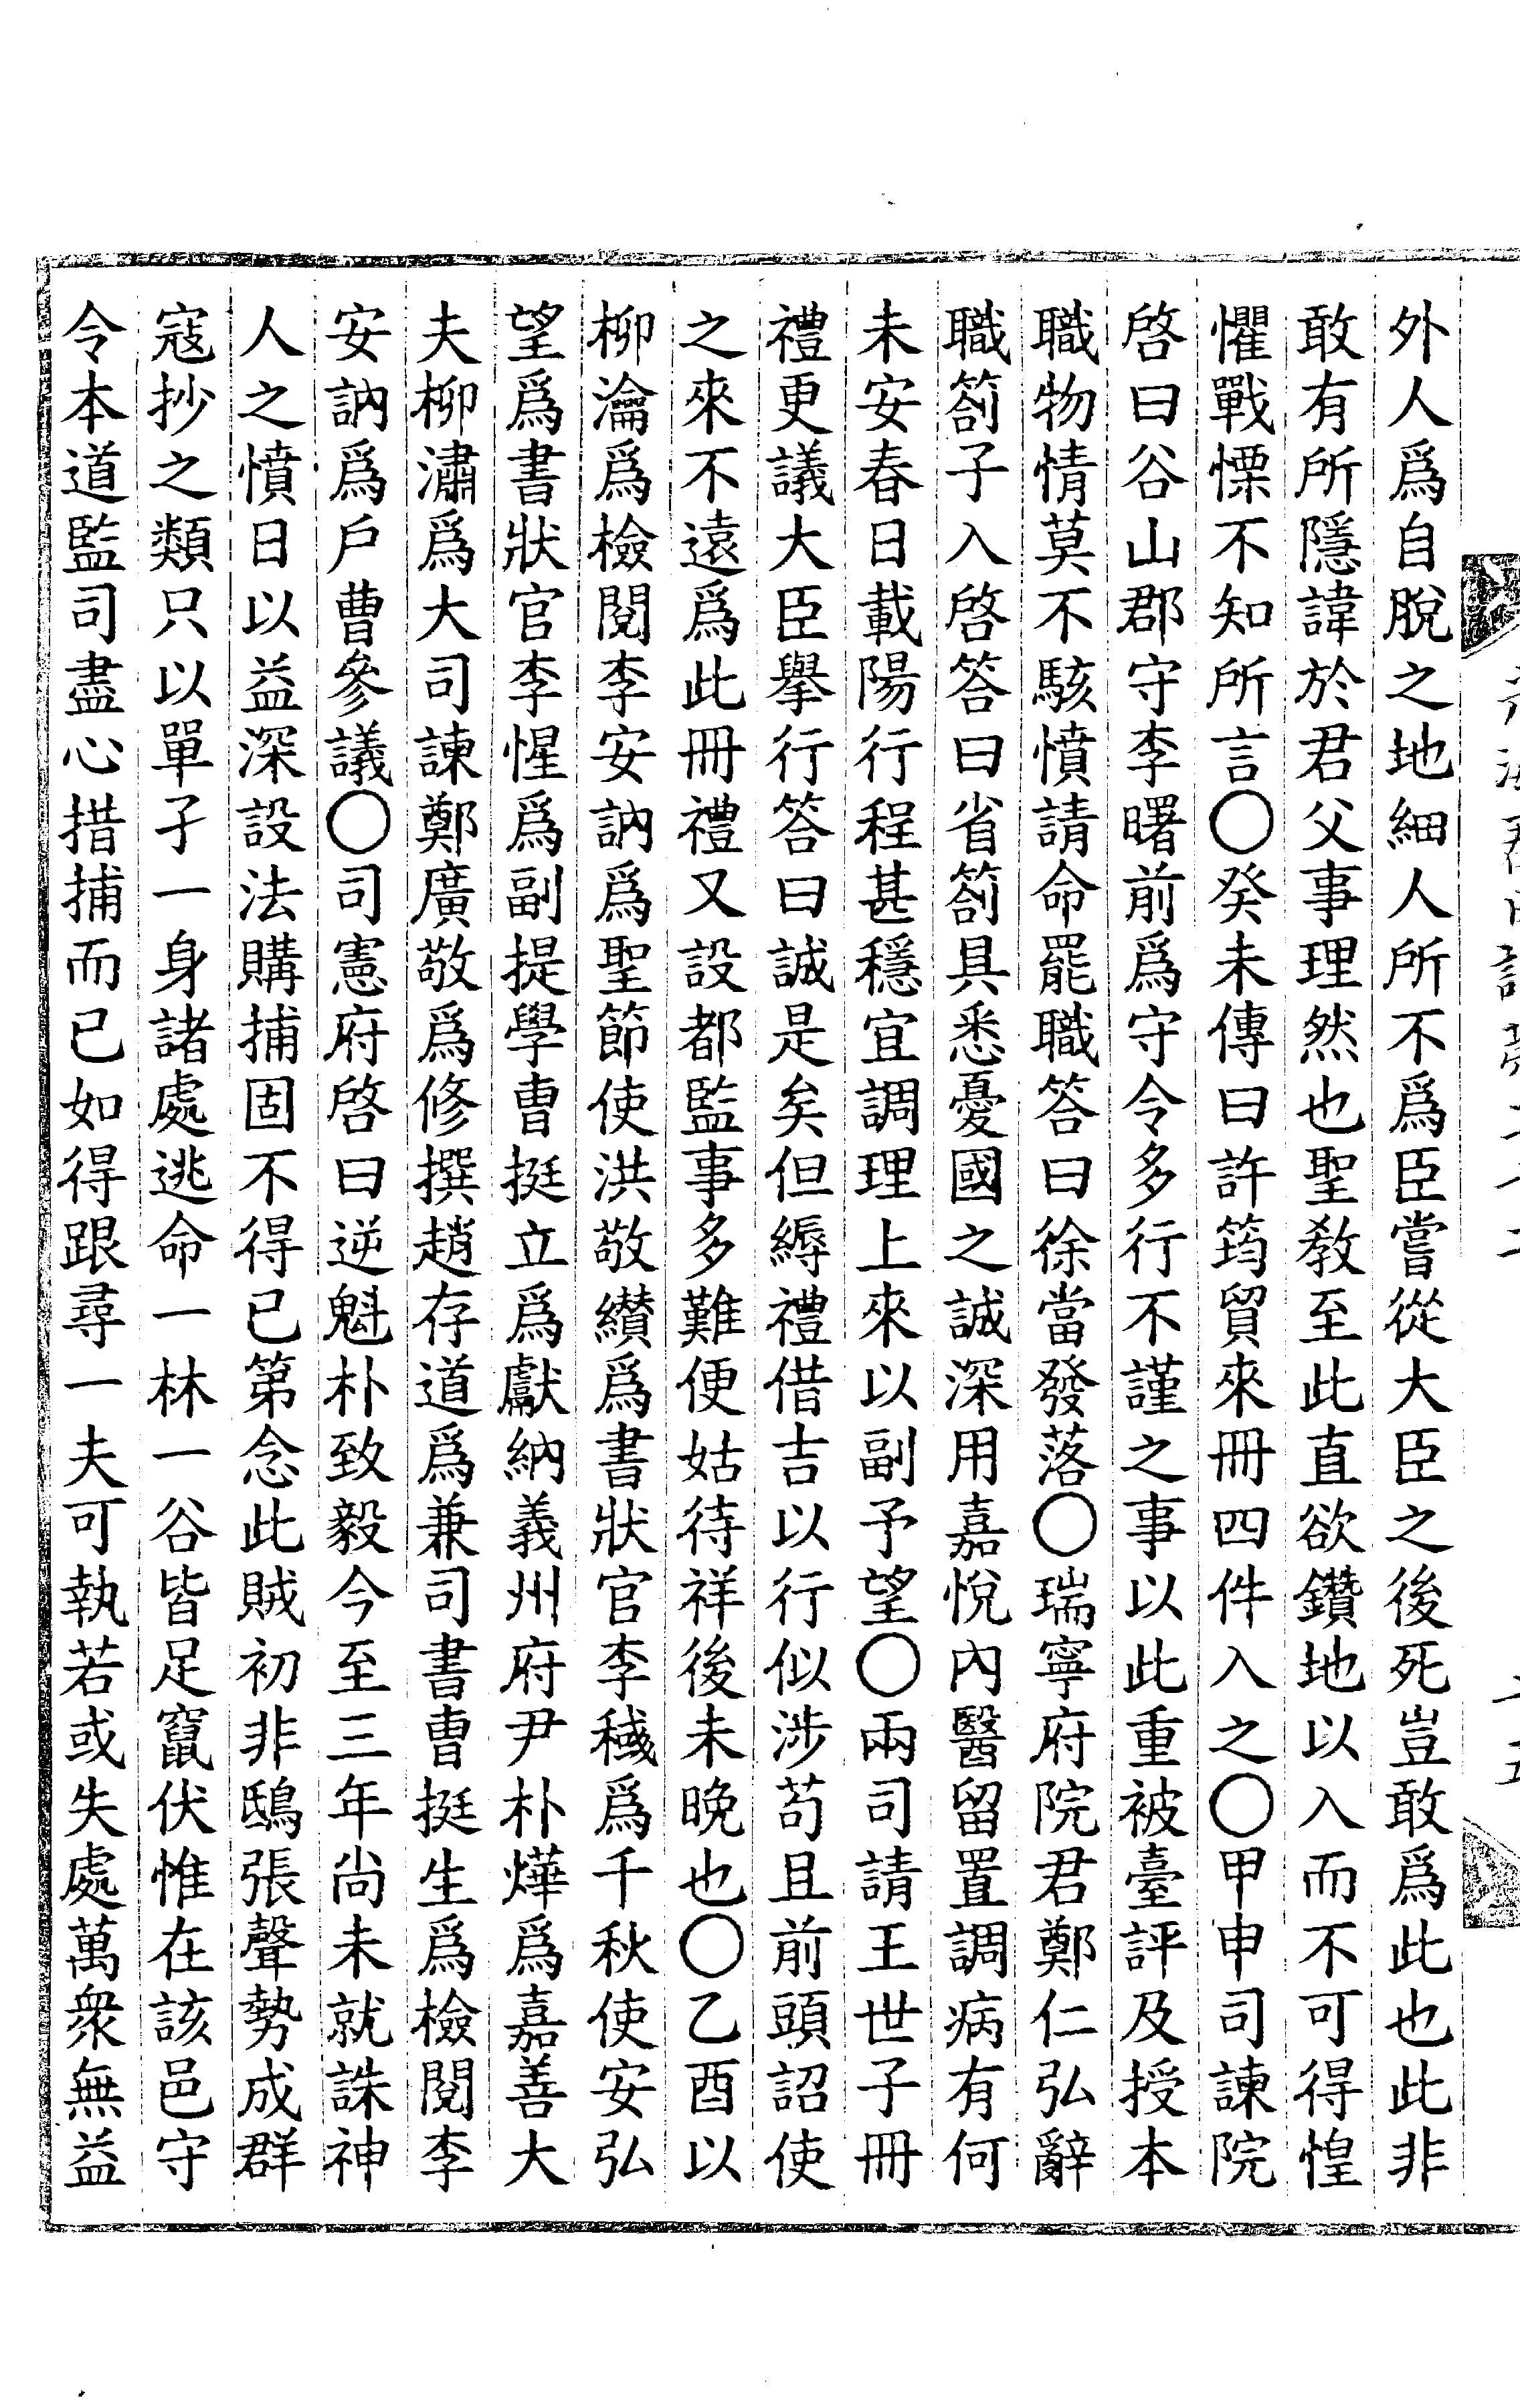 外人爲自脫之地細人所不爲臣嘗從大臣之後死豈敢爲此也此非
敢有所隱諱於君父事理然也聖敎至此直欲鑽地以入而不可得惶
懼戰慄不知所言○癸未傳曰許筠貿來冊四件入之○甲申司諫院
啓曰谷山郡守李曙前爲守令多行不謹之事以此重被臺評及授本
職物情莫不駭憤請命罷職答曰徐當發落○瑞寧府院君鄭仁弘辭
職箚子入啓答曰省箚具悉憂國之誠深用嘉悅內醫留置調病有何
未安春日載陽行程甚穩宜調理上來以副予望○兩司請王世子冊
禮更議大臣擧行答曰誠是矣但縟禮借吉以行似涉苟且前頭詔使
之來不遠爲此冊禮又設都監事多難便姑待祥後未晚也○乙酉以
柳瀹爲檢閱李安訥爲聖節使洪敬纘爲書狀官李稶爲千秋使安弘
望爲書狀官李惺爲副提學曺挺立爲獻納義州府尹朴燁爲嘉善大
夫柳潚爲大司諫鄭廣敬爲修撰趙存道爲兼司書曺挺生爲檢閱李
安訥爲戶曹參議○司憲府啓曰逆魁朴致毅今至三年尙未就誅神
人之憤日以益深設法購捕固不得已第念此賊初非鴟張聲勢成群
寇抄之類只以單孑一身諸處逃命一林一谷皆足竄伏惟在該邑守
令本道監司盡心措捕而已如得跟尋一夫可執若或失處萬衆無益